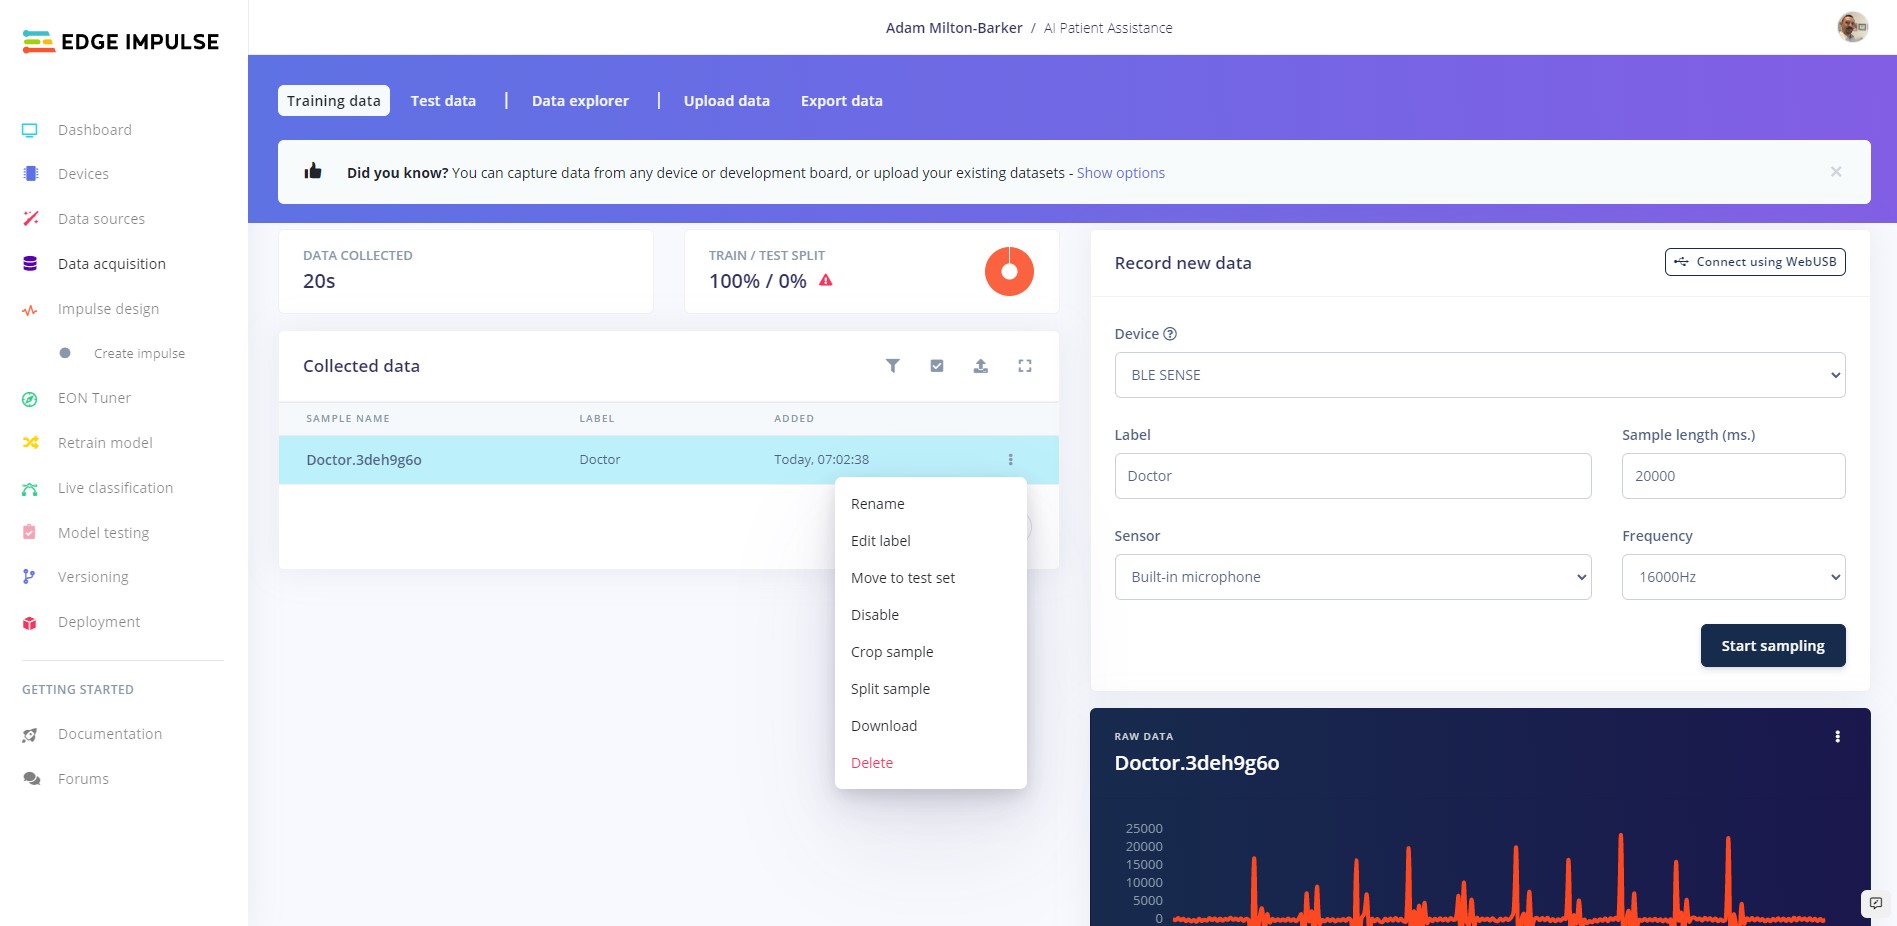 EDGE IMPULSE
Adam Milton-Barker / AI Patient Assistance
Dashboard
Devices
Data sources
Data acquisition
Impulse design
Create impulse
EON Tuner
Retrain model
Live classification
Model testing
Versioning
Deployment
GETTING STARTED
Documentation
Forums
Training data Test data | Data explorer | Upload data Export data
Did you know? You can capture data from any device or development board, or upload your existing datasets - Show options ×
DATA COLLECTED
20s
TRAIN / TEST SPLIT
100% / 0%
Collected data
SAMPLE NAME LABEL ADDED
Doctor.3deh9g6o Doctor Today, 07:02:38
Rename
Edit label
Move to test set
Disable
Crop sample
Split sample
Download
Delete
Record new data
Connect using WebUSB
Device ?
BLE SENSE
Label
Doctor
Sample length (ms.)
20000
Sensor
Built-in microphone
Frequency
16000Hz
Start sampling
RAW DATA
Doctor.3deh9g6o
25000
20000
15000
10000
5000
0